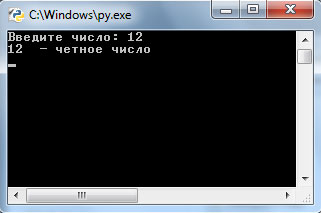 C:\Windows\py.exe
Введите число: 12
12  - четное число